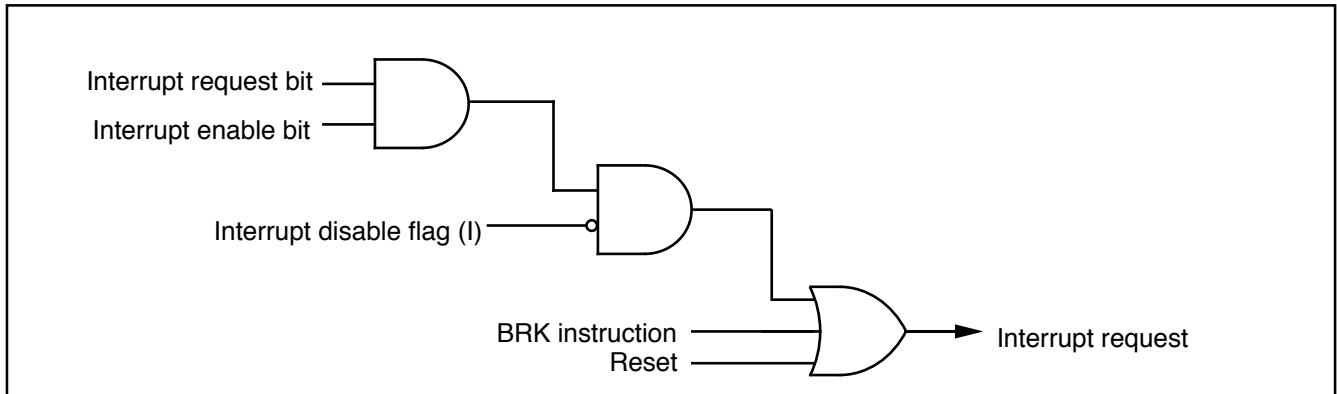 Interrupt request bit
Interrupt enable bit
Interrupt disable flag (I)
BRK instruction
Reset
Interrupt request